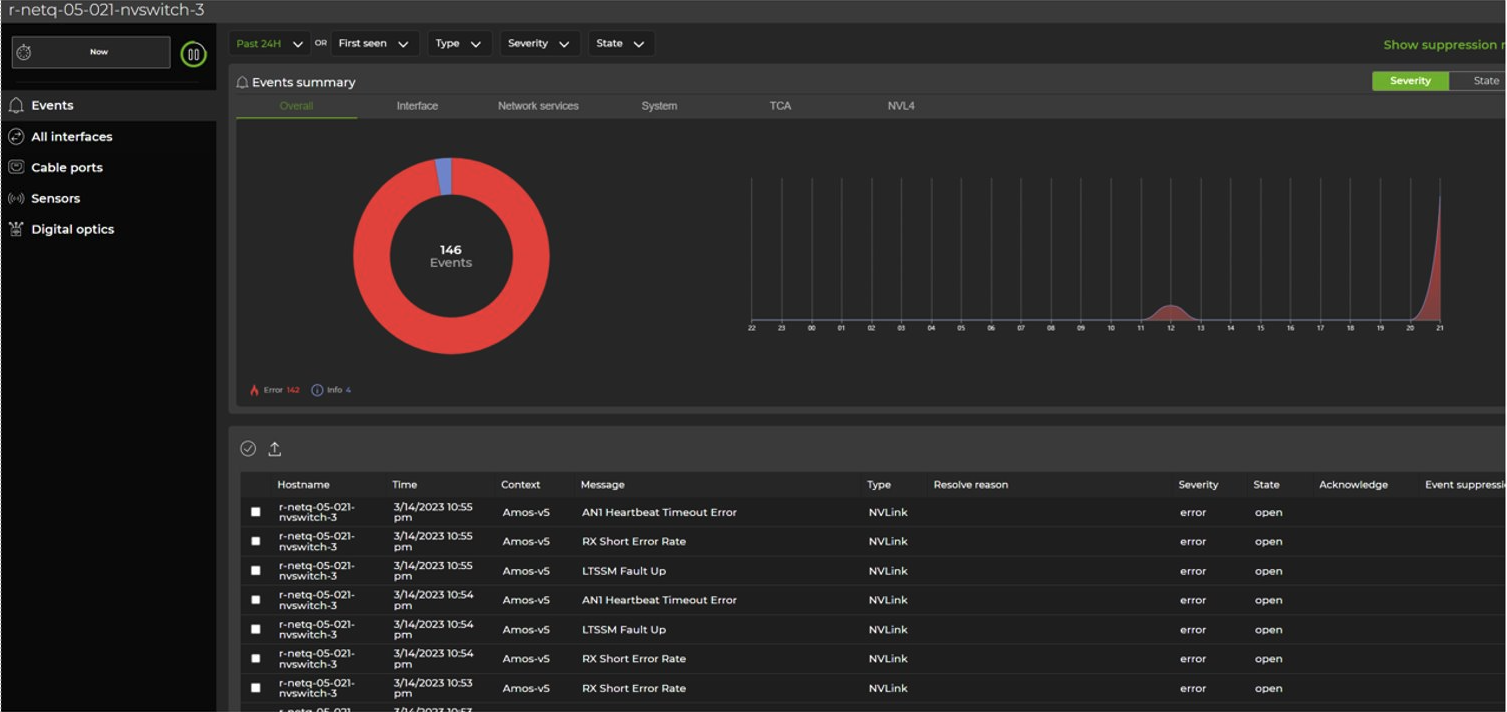 r-netq-05-021-nvswitch-3
Now
Past 24H OR First seen Type Severity State
Show suppression r
Events summary
Severity State
Events
All interfaces
Cable ports
Sensors
Digital optics
Overall Interface Network services System TCA NVL4
146
Events
22 23 00 01 02 03 04 05 06 07 08 09 10 11 12 13 14 15 16 17 18 19 20 21
Error 142 Info 4
Hostname Time Context Message Type Resolve reason Severity State Acknowledge Event suppressi
r-netq-05-021- 3/14/2023 10:55
nvswitch-3 pm Amos-v5 AN1 Heartbeat Timeout Error NVLink error open
r-netq-05-021- 3/14/2023 10:55
nvswitch-3 pm Amos-v5 RX Short Error Rate NVLink error open
r-netq-05-021- 3/14/2023 10:55
nvswitch-3 pm Amos-v5 LTSSM Fault Up NVLink error open
r-netq-05-021- 3/14/2023 10:54
nvswitch-3 pm Amos-v5 AN1 Heartbeat Timeout Error NVLink error open
r-netq-05-021- 3/14/2023 10:54
nvswitch-3 pm Amos-v5 LTSSM Fault Up NVLink error open
r-netq-05-021- 3/14/2023 10:54
nvswitch-3 pm Amos-v5 RX Short Error Rate NVLink error open
r-netq-05-021- 3/14/2023 10:53
nvswitch-3 pm Amos-v5 RX Short Error Rate NVLink error open